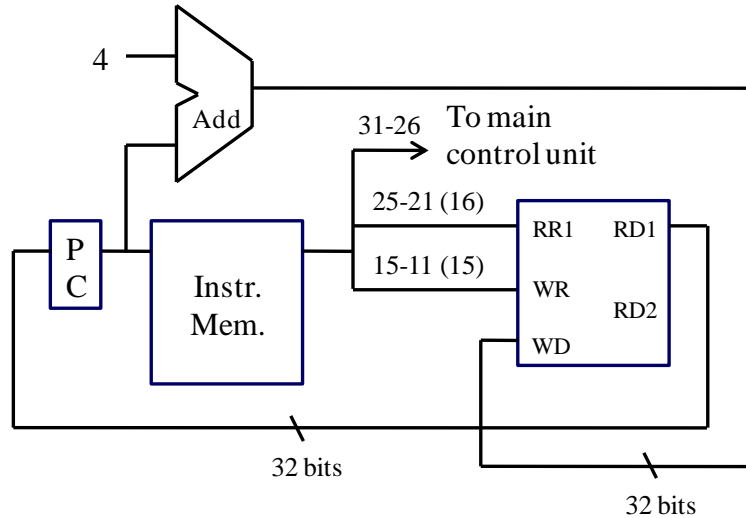 4
Add
31-26
To main
control unit
25-21 (16)
15-11 (15)
P
C
Instr.
Mem.
RR1
RD1
WR
RD2
WD
32 bits
32 bits